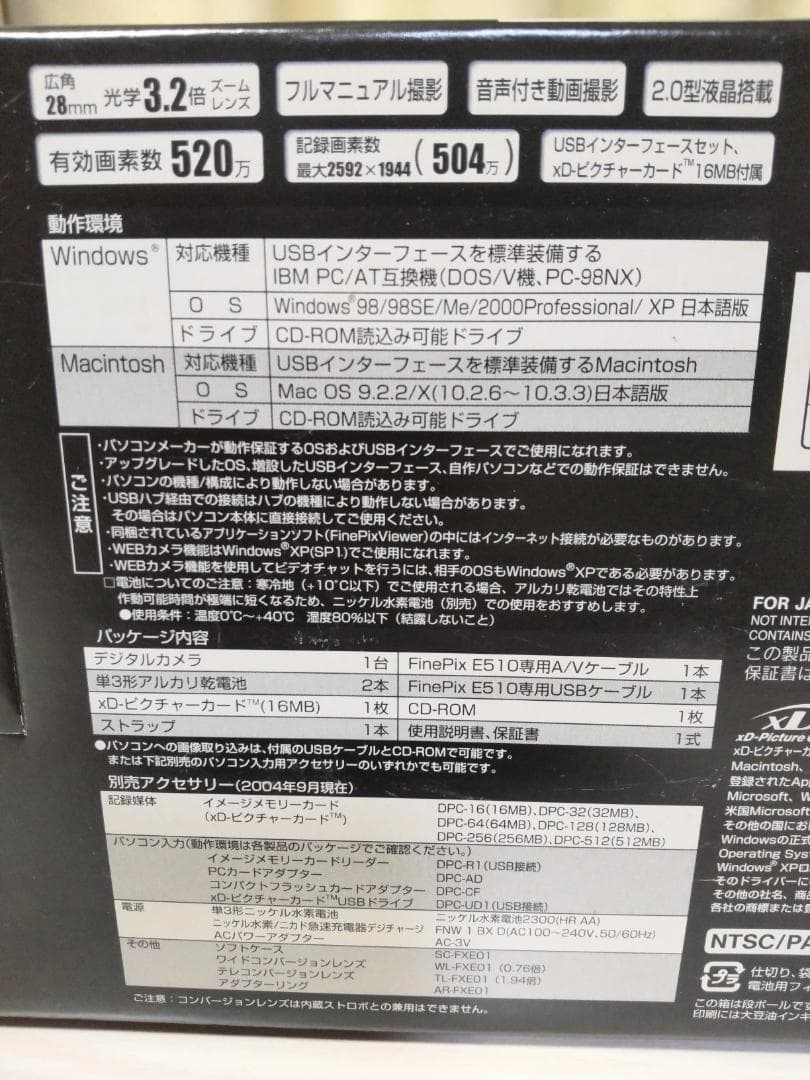 広角28mm 光学3.2倍ズームレンズ
フルマニュアル撮影
音声付き動画撮影
2.0型液晶搭載
有効画素数520万
記録画素数
最大2592×1944(504万)
USBインターフェースセット、
xD-ピクチャーカード™16MB付属
動作環境
Windows® 対応機種 USBインターフェースを標準装備する
IBM PC/AT互換機(DOS/V機、PC-98NX)
OS Windows®98/98SE/Me/2000Professional/ XP 日本語版
ドライブ CD-ROM読込み可能ドライブ
Macintosh 対応機種 USBインターフェースを標準装備するMacintosh
OS Mac OS 9.2.2/X(10.2.6～10.3.3)日本語版
ドライブ CD-ROM読込み可能ドライブ
ご注意
・パソコンメーカーが動作保証するOSおよびUSBインターフェースでご使用になれます。
・アップグレードしたOS、増設したUSBインターフェース、自作パソコンなどでの動作保証はできません。
・パソコンの機種/構成により動作しない場合があります。
・USBハブ経由での接続はハブの機種により動作しない場合があります。
その場合はパソコン本体に直接接続してご使用ください。
・同梱されているアプリケーションソフト(FinePixViewer)の中にはインターネット接続が必要なものがあります。
・WEBカメラ機能はWindows®XP(SP1)でご使用になれます。
・WEBカメラ機能を使用してビデオチャットを行うには、相手のOSもWindows®XPである必要があります。
□電池についてのご注意：寒冷地(+10℃以下)でご使用される場合、アルカリ乾電池ではその特性上
作動可能時間が極端に短くなるため、ニッケル水素電池(別売)での使用をおすすめします。
●使用条件：温度0℃～+40℃ 湿度80%以下(結露しないこと)
パッケージ内容
デジタルカメラ 1台 FinePix E510専用A/Vケーブル 1本
単3形アルカリ乾電池 2本 FinePix E510専用USBケーブル 1本
xD-ピクチャーカード™(16MB) 1枚 CD-ROM 1枚
ストラップ 1本 使用説明書、保証書 1式
●パソコンへの画像取り込みは、付属のUSBケーブルとCD-ROMで可能です。
または下記別売のパソコン入力用アクセサリーのいずれかでも可能です。
別売アクセサリー(2004年9月現在)
記録媒体 イメージメモリーカード
(xD-ピクチャーカード™) DPC-16(16MB)、DPC-32(32MB)、
DPC-64(64MB)、DPC-128(128MB)、
DPC-256(256MB)、DPC-512(512MB)
パソコン入力(動作環境は各製品のパッケージでご確認ください。)
イメージメモリーカードリーダー DPC-R1(USB接続)
PCカードアダプター DPC-AD
コンパクトフラッシュカードアダプター DPC-CF
xD-ピクチャーカード™USBドライブ DPC-UD1(USB接続)
電源 単3形ニッケル水素電池 ニッケル水素電池2300(HR AA)
ニッケル水素/ニカド急速充電器デジチャージ FNW 1 BX D(AC100～240V、50/60Hz)
ACパワーアダプター AC-3V
その他 ソフトケース SC-FXE01
ワイドコンバージョンレンズ WL-FXE01 (0.76倍)
テレコンバージョンレンズ TL-FXE01 (1.94倍)
アダプターリング AR-FXE01
ご注意：コンバージョンレンズは内蔵ストロボとの兼用はできません。
FOR JA
NOT INTE
CONTAINS
この製品
保証書は
xD
xD-Picture
xD-ピクチャー
Macintosh、
登録されたAp
Microsoft、W
米国Microsoft
その他の国にお
Windowsの正式
Operating Sys
Windows® XPロ
そのドライバーに
その他の社名、商品
各社の商標または登
NTSC/PA
仕切り、袋
電池用フィ
この箱は段ボールです
印刷には大豆油インキ